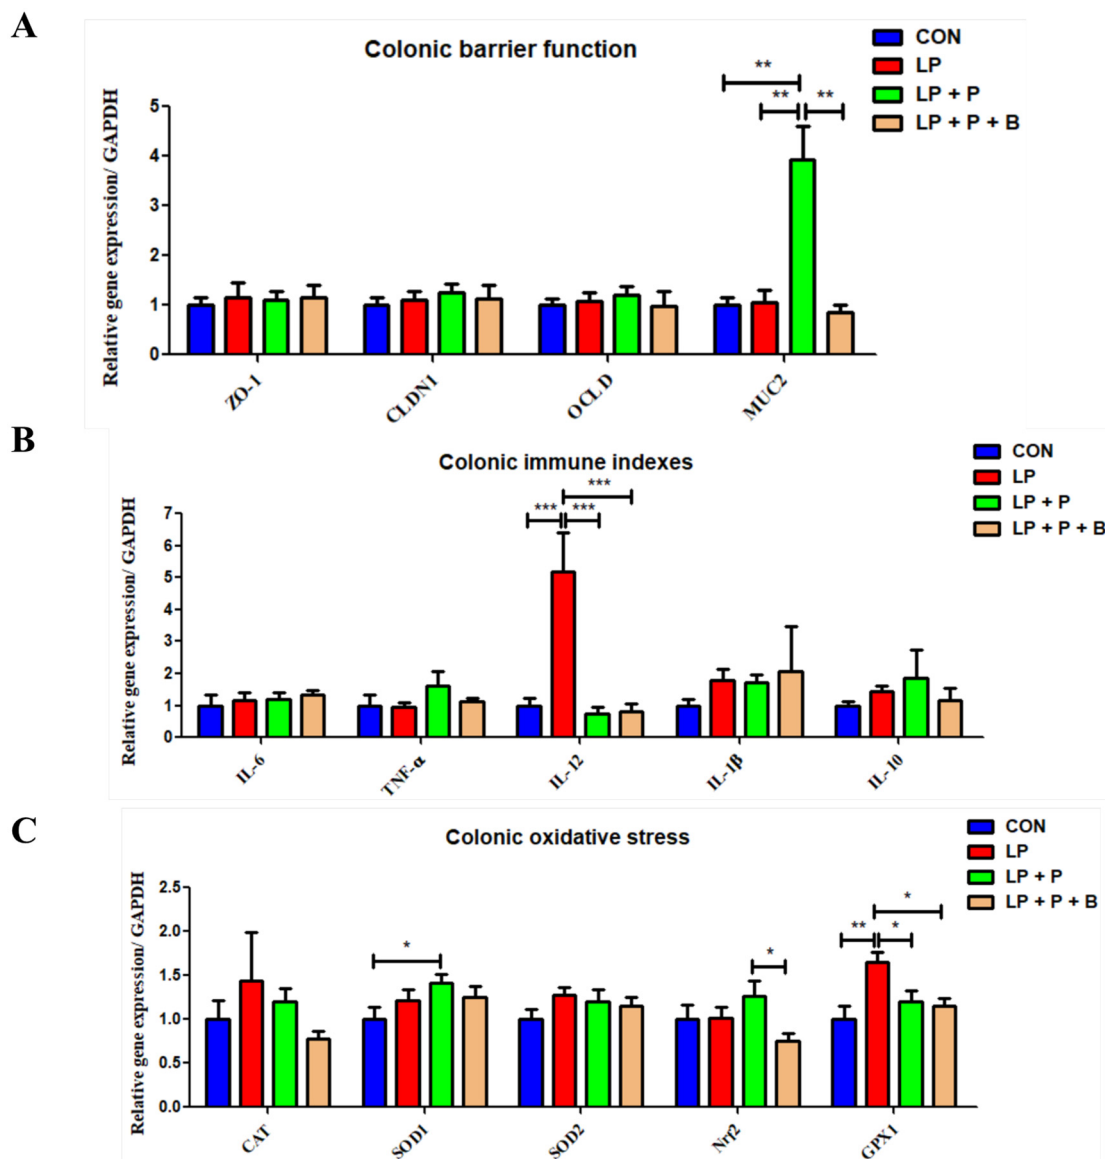 A
Colonic barrier function
CON
LP
LP + P
LP + P + B
**
** **
Relative gene expression/ GAPDH
5
4
3
2
1
0
ZO-1
CLDN1
OCLD
MUC2
B
Colonic immune indexes
CON
LP
LP + P
LP + P + B
***
*** ***
Relative gene expression/ GAPDH
7
6
5
4
3
2
1
0
IL-6
TNF-α
IL-12
IL-1β
IL-10
C
Colonic oxidative stress
CON
LP
LP + P
LP + P + B
*
** *
*
*
Relative gene expression/ GAPDH
2.5
2.0
1.5
1.0
0.5
0.0
CAT
SOD1
SOD2
Nrf2
GPX1